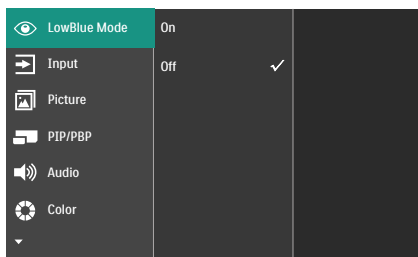 LowBlue Mode
On
Input
Off
Picture
PIP/PBP
Audio
Color